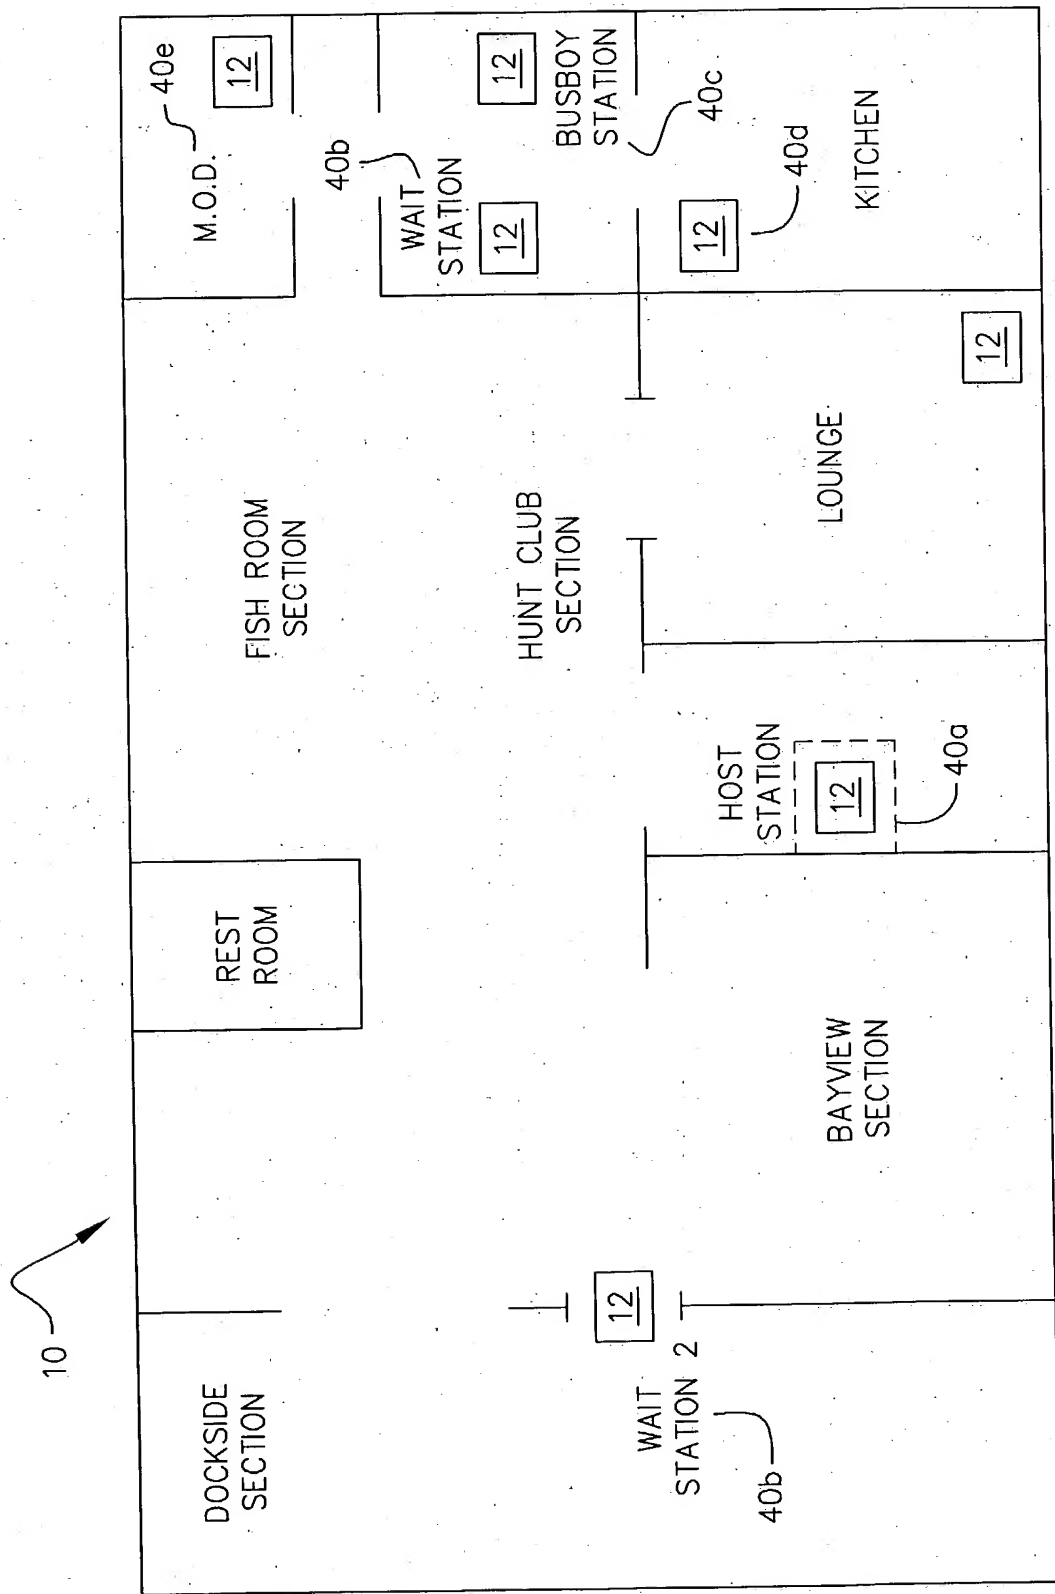 10
DOCKSIDE
SECTION
REST
ROOM
FISH ROOM
SECTION
M.O.D.
40e
12
40b
WAIT
STATION
12
12
BUSBOY
STATION
40c
HUNT CLUB
SECTION
12
WAIT
STATION 2
40b
BAYVIEW
SECTION
HOST
STATION
12
40a
LOUNGE
12
12
40d
KITCHEN